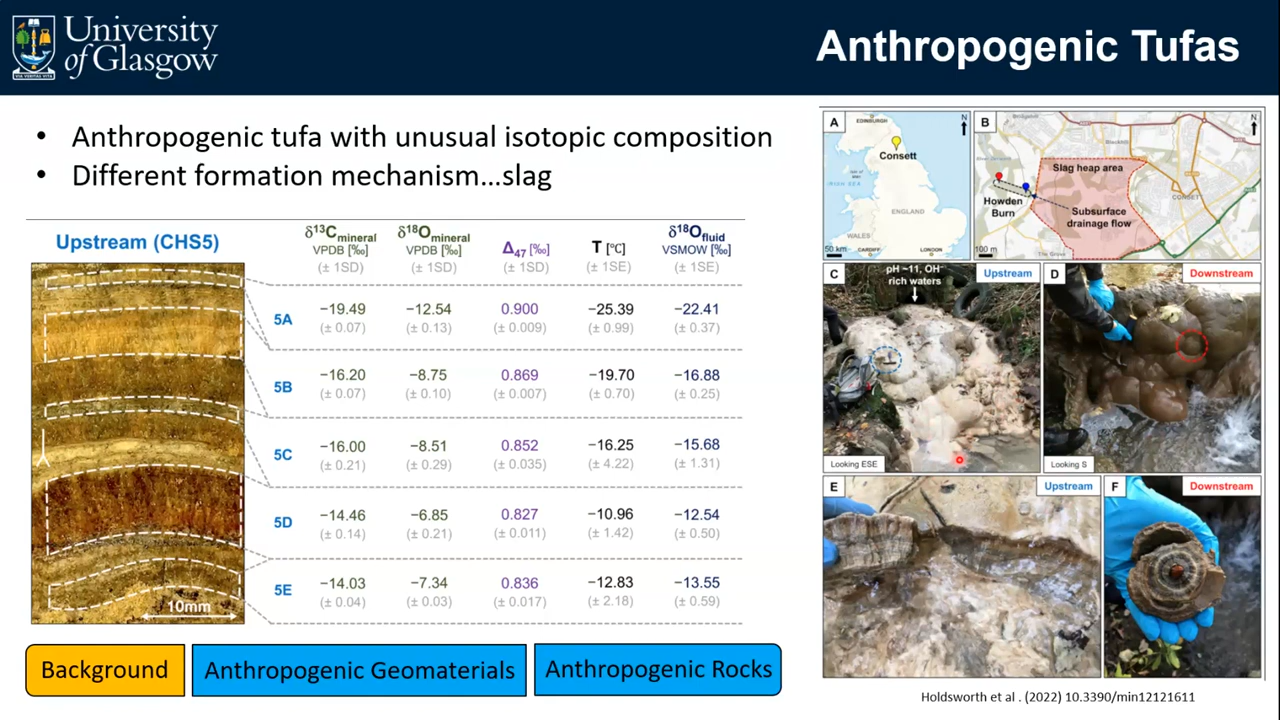 University
of Glasgow
VIA VERITAS VITA
Anthropogenic Tufas
• Anthropogenic tufa with unusual isotopic composition
• Different formation mechanism...slag
Upstream (CHS5)
δ13Cmineral δ18Omineral Δ47 [‰] T [℃] δ18Ofluid
VPDB [‰] VPDB [‰] VSMOW [‰]
(± 1SD) (± 1SD) (± 1SD) (± 1SE) (± 1SE)
5A −19.49 −12.54 0.900 −25.39 −22.41
(± 0.07) (± 0.13) (± 0.009) (± 0.99) (± 0.37)
5B −16.20 −8.75 0.869 −19.70 −16.88
(± 0.07) (± 0.10) (± 0.007) (± 0.70) (± 0.25)
5C −16.00 −8.51 0.852 −16.25 −15.68
(± 0.21) (± 0.29) (± 0.035) (± 4.22) (± 1.31)
5D −14.46 −6.85 0.827 −10.96 −12.54
(± 0.14) (± 0.21) (± 0.011) (± 1.42) (± 0.50)
5E −14.03 −7.34 0.836 −12.83 −13.55
(± 0.04) (± 0.03) (± 0.017) (± 2.18) (± 0.59)
10mm
A
EDINBURGH
N
Consett
IRISH SEA
ENGLAND
WALES
CARDIFF
LONDON
50 km
B
N
Blackhill
Slag heap area
CONSETT
Howden
Burn
Subsurface
drainage flow
The Grove
100 m
C
pH ~11, OH−
rich waters
Upstream
Looking ESE
D
Downstream
Looking S
E
Upstream
F
Downstream
Background
Anthropogenic Geomaterials
Anthropogenic Rocks
Holdsworth et al . (2022) 10.3390/min12121611